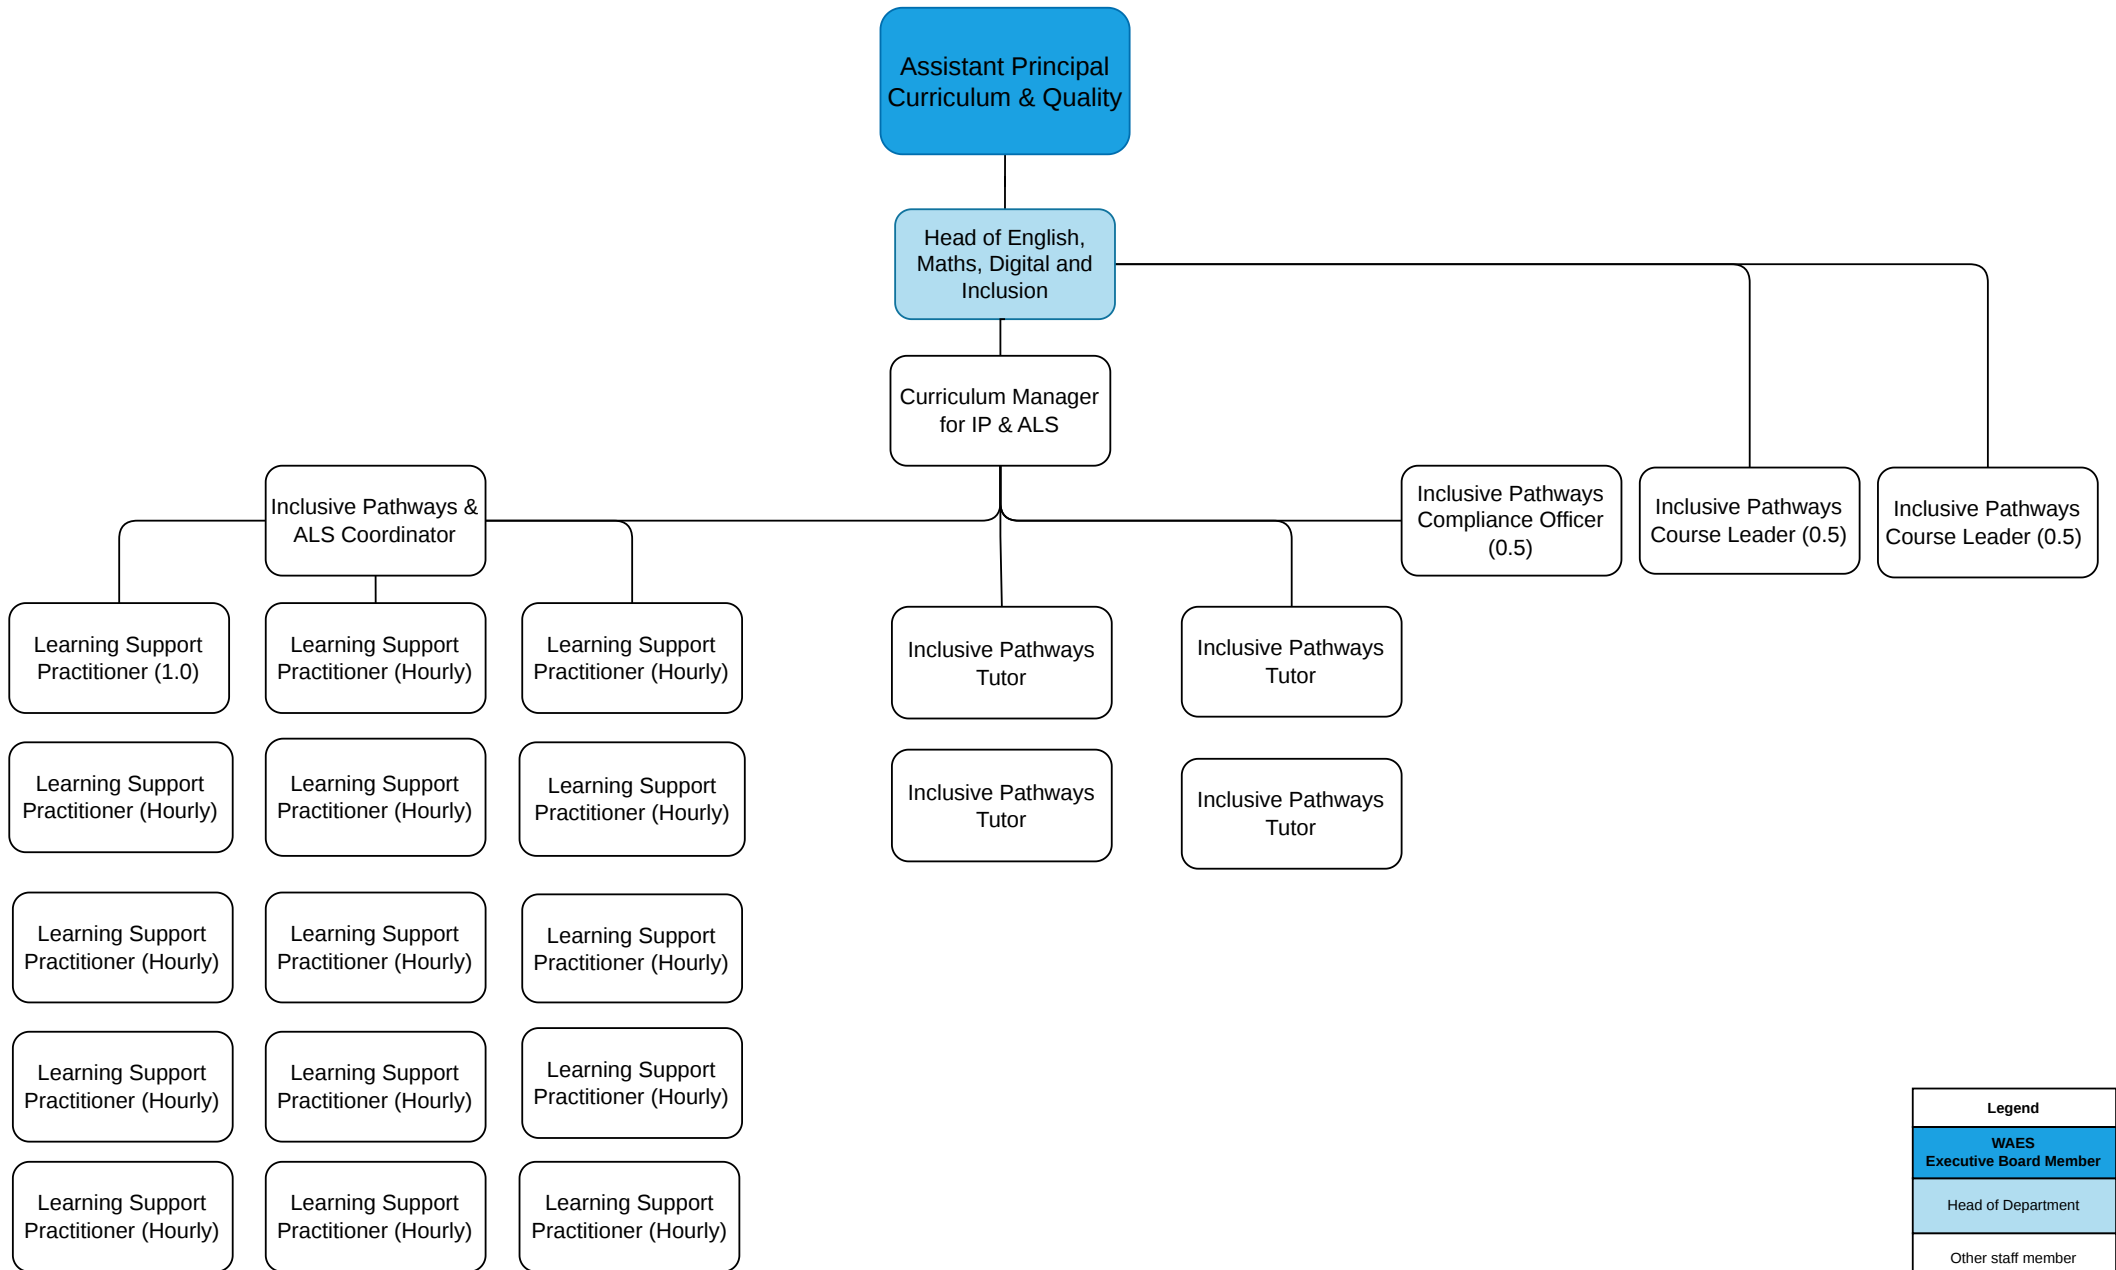 Assistant Principal
Curriculum & Quality
Head of English,
Maths, Digital and
Inclusion
Curriculum Manager
for IP & ALS
Inclusive Pathways &
ALS Coordinator
Inclusive Pathways
Compliance Officer
(0.5)
Inclusive Pathways
Course Leader (0.5)
Inclusive Pathways
Course Leader (0.5)
Learning Support
Practitioner (1.0)
Learning Support
Practitioner (Hourly)
Learning Support
Practitioner (Hourly)
Inclusive Pathways
Tutor
Inclusive Pathways
Tutor
Learning Support
Practitioner (Hourly)
Learning Support
Practitioner (Hourly)
Learning Support
Practitioner (Hourly)
Inclusive Pathways
Tutor
Inclusive Pathways
Tutor
Learning Support
Practitioner (Hourly)
Learning Support
Practitioner (Hourly)
Learning Support
Practitioner (Hourly)
Learning Support
Practitioner (Hourly)
Learning Support
Practitioner (Hourly)
Learning Support
Practitioner (Hourly)
Learning Support
Practitioner (Hourly)
Learning Support
Practitioner (Hourly)
Learning Support
Practitioner (Hourly)
Legend
WAES
Executive Board Member
Head of Department
Other staff member